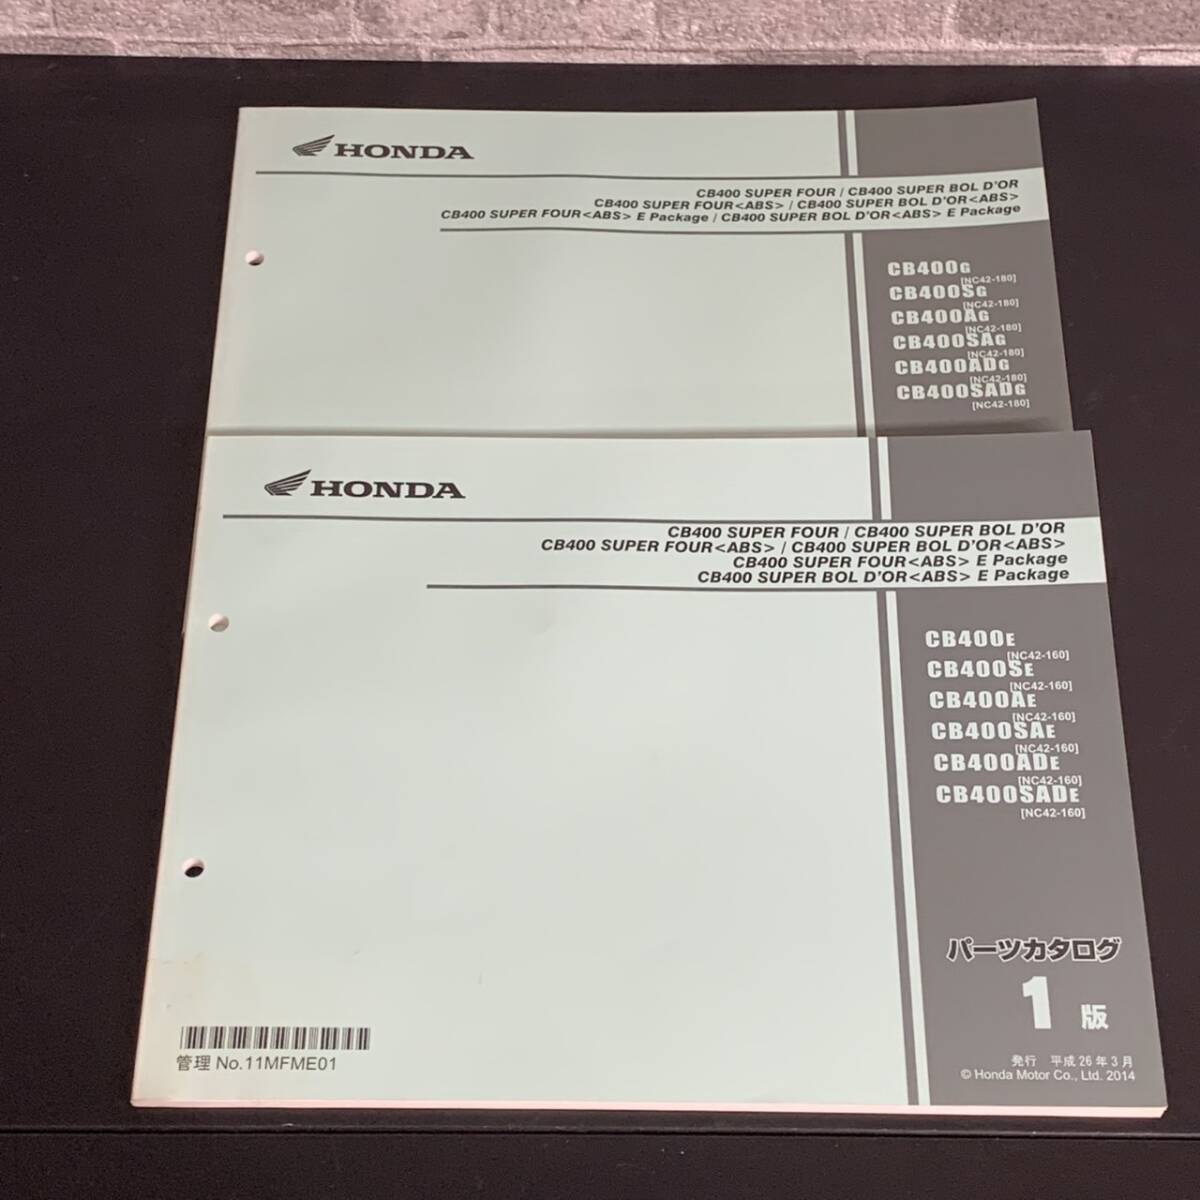 HONDA
CB400 SUPER FOUR / CB400 SUPER BOL D'OR
CB400 SUPER FOUR<ABS> / CB400 SUPER BOL D'OR<ABS>
CB400 SUPER FOUR<ABS> E Package / CB400 SUPER BOL D'OR<ABS> E Package
CB400G
[NC42-180]
CB400SG
[NC42-180]
CB400AG
[NC42-180]
CB400SAG
[NC42-180]
CB400ADG
[NC42-180]
CB400SADG
[NC42-180]
HONDA
CB400 SUPER FOUR / CB400 SUPER BOL D'OR
CB400 SUPER FOUR<ABS> / CB400 SUPER BOL D'OR<ABS>
CB400 SUPER FOUR<ABS> E Package
CB400 SUPER BOL D'OR<ABS> E Package
CB400E
[NC42-160]
CB400SE
[NC42-160]
CB400AE
[NC42-160]
CB400SAE
[NC42-160]
CB400ADE
[NC42-160]
CB400SADE
[NC42-160]
パーツカタログ
1版
発行 平成26年3月
© Honda Motor Co., Ltd. 2014
管理 No.11MFME01